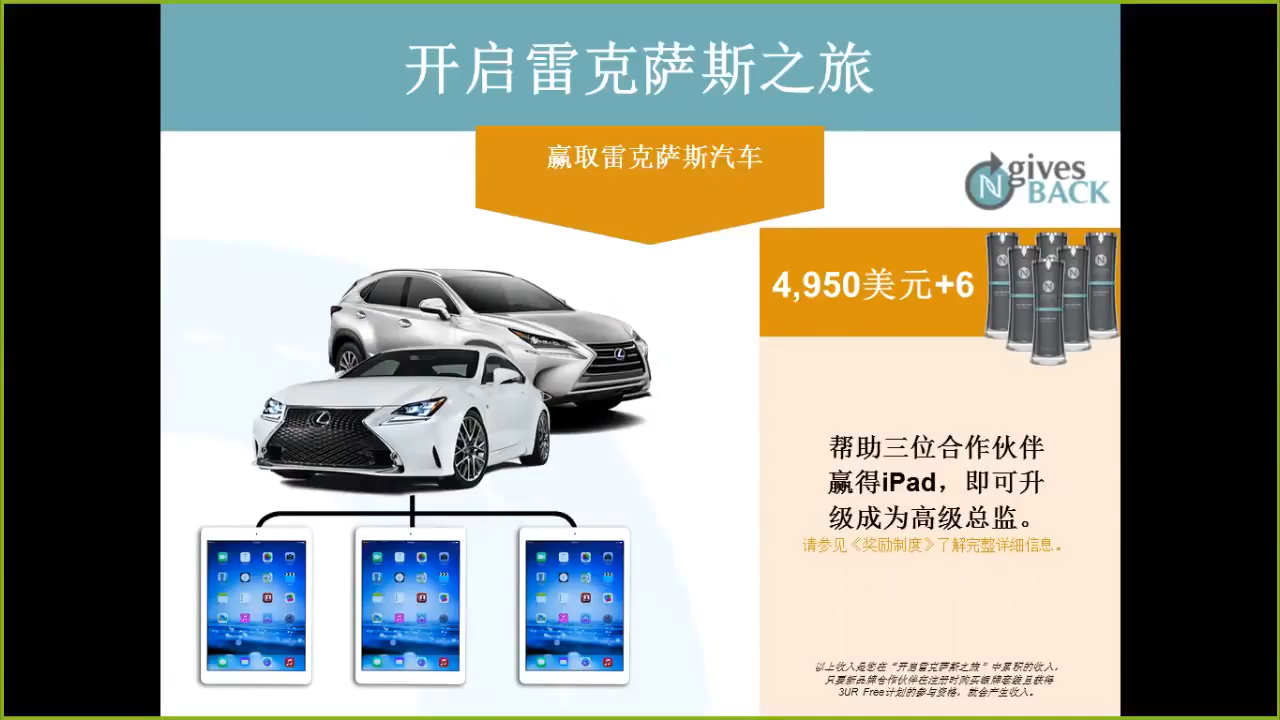 开启雷克萨斯之旅
赢取雷克萨斯汽车
N gives
BACK
4,950美元+6
帮助三位合作伙伴
赢得iPad，即可升
级成为高级总监。
请参见《奖励制度》了解完整详细信息。
以上收入是您在“开启雷克萨斯之旅”中累积的收入。
只要新品牌合作伙伴在注册时购买银牌套装且获得
3UR Free计划的参与资格，就会产生收入。